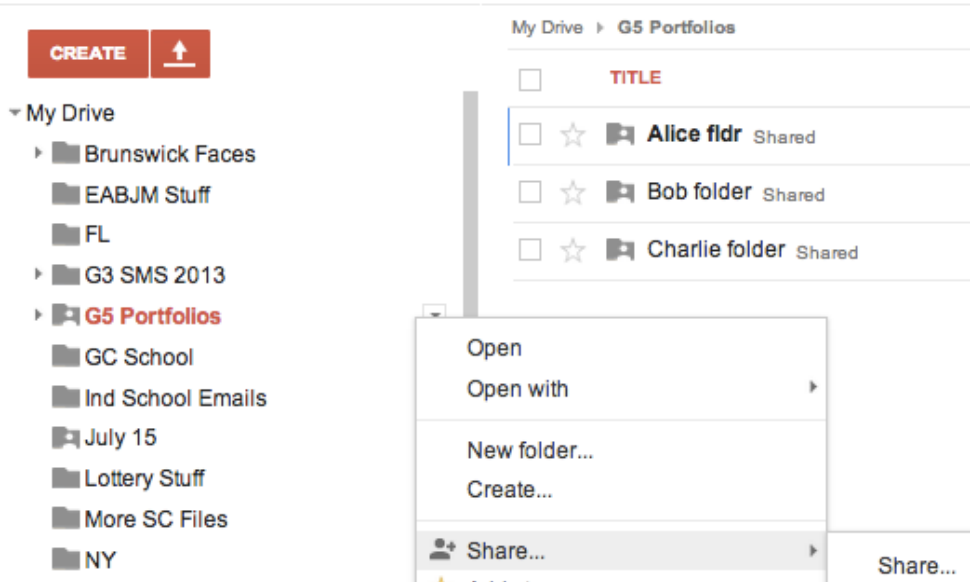 CREATE
My Drive
Brunswick Faces
EABJM Stuff
FL
G3 SMS 2013
G5 Portfolios
GC School
Ind School Emails
July 15
Lottery Stuff
More SC Files
NY
My Drive G5 Portfolios
TITLE
Alice fldr Shared
Bob folder Shared
Charlie folder Shared
Open
Open with
New folder...
Create...
Share...
Share...